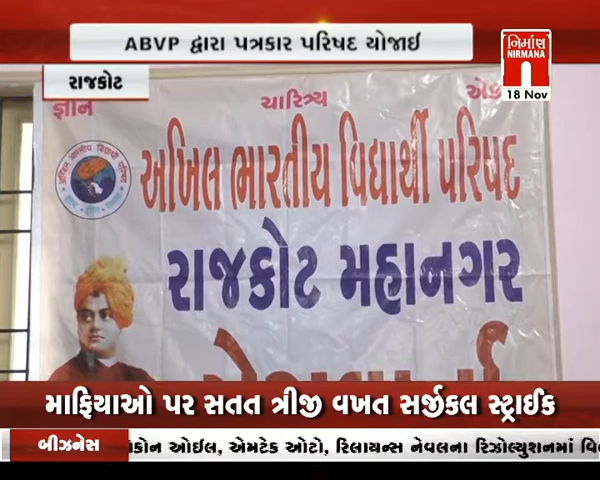 ABVP દ્વારા પત્રકાર પરિષદ યોજાઈ
નિર્માણ
NIRMANA
18 Nov
રાજકોટ
જ્ઞાન ચારિત્ર્ય
અખિલ ભારતીય વિદ્યાર્થી પરિષદ
રાજકોટ મહાનગર
માફિયાઓ પર સતત ત્રીજી વખત સર્જીકલ સ્ટ્રાઈક
બીઝનેસ
ઓઈલ, એમટેક ઓટો, રિલાયન્સ નેવલના રિઝોલ્યુશનમાં